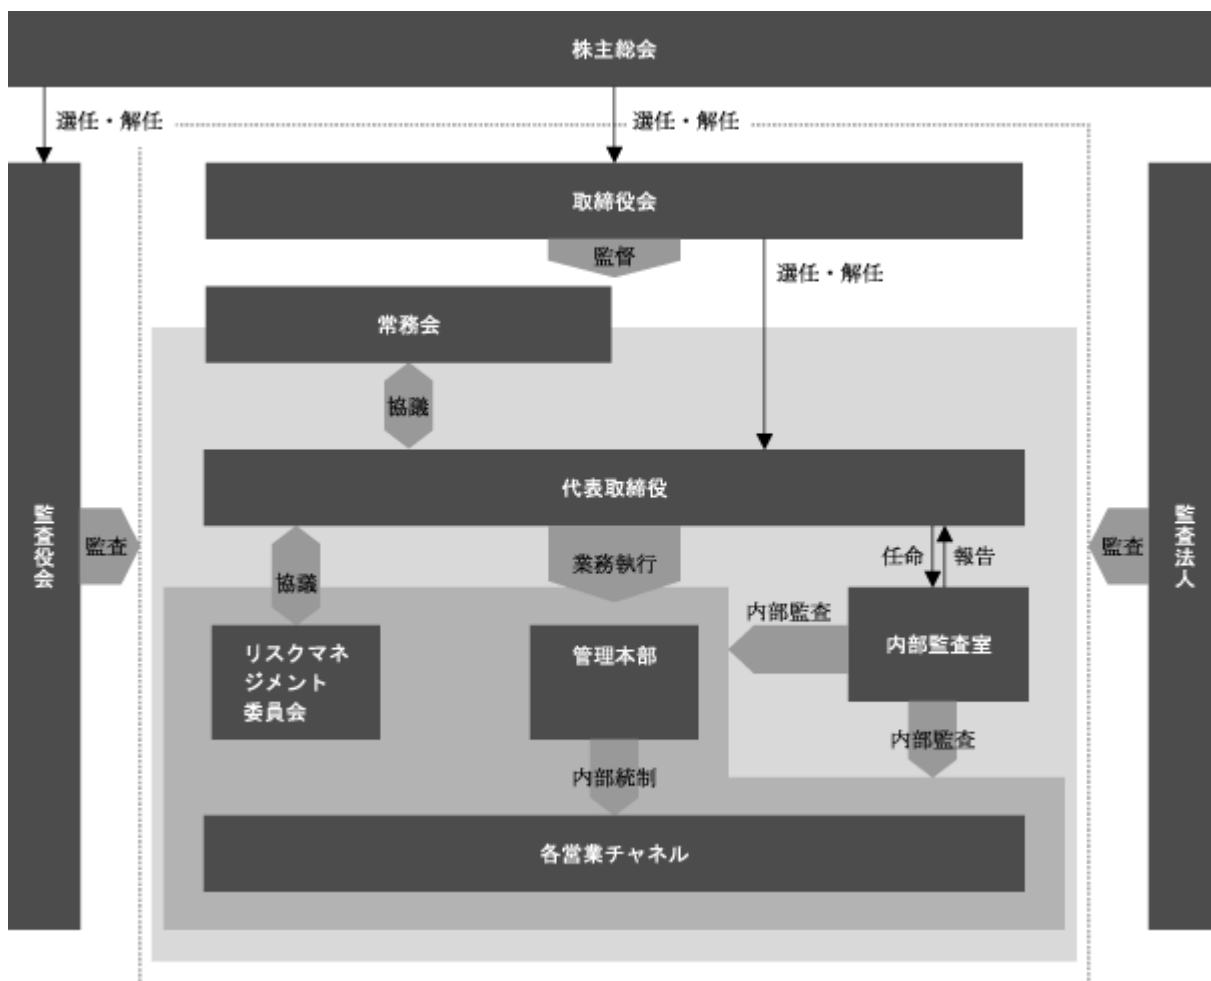 株主総会
選任・解任
選任・解任
取締役会
監督
選任・解任
常務会
協議
代表取締役
監査役会
監査
監査
監査法人
協議
業務執行
任命
報告
内部監査
リスクマネ
ジメント
委員会
管理本部
内部監査室
内部監査
内部統制
各営業チャネル